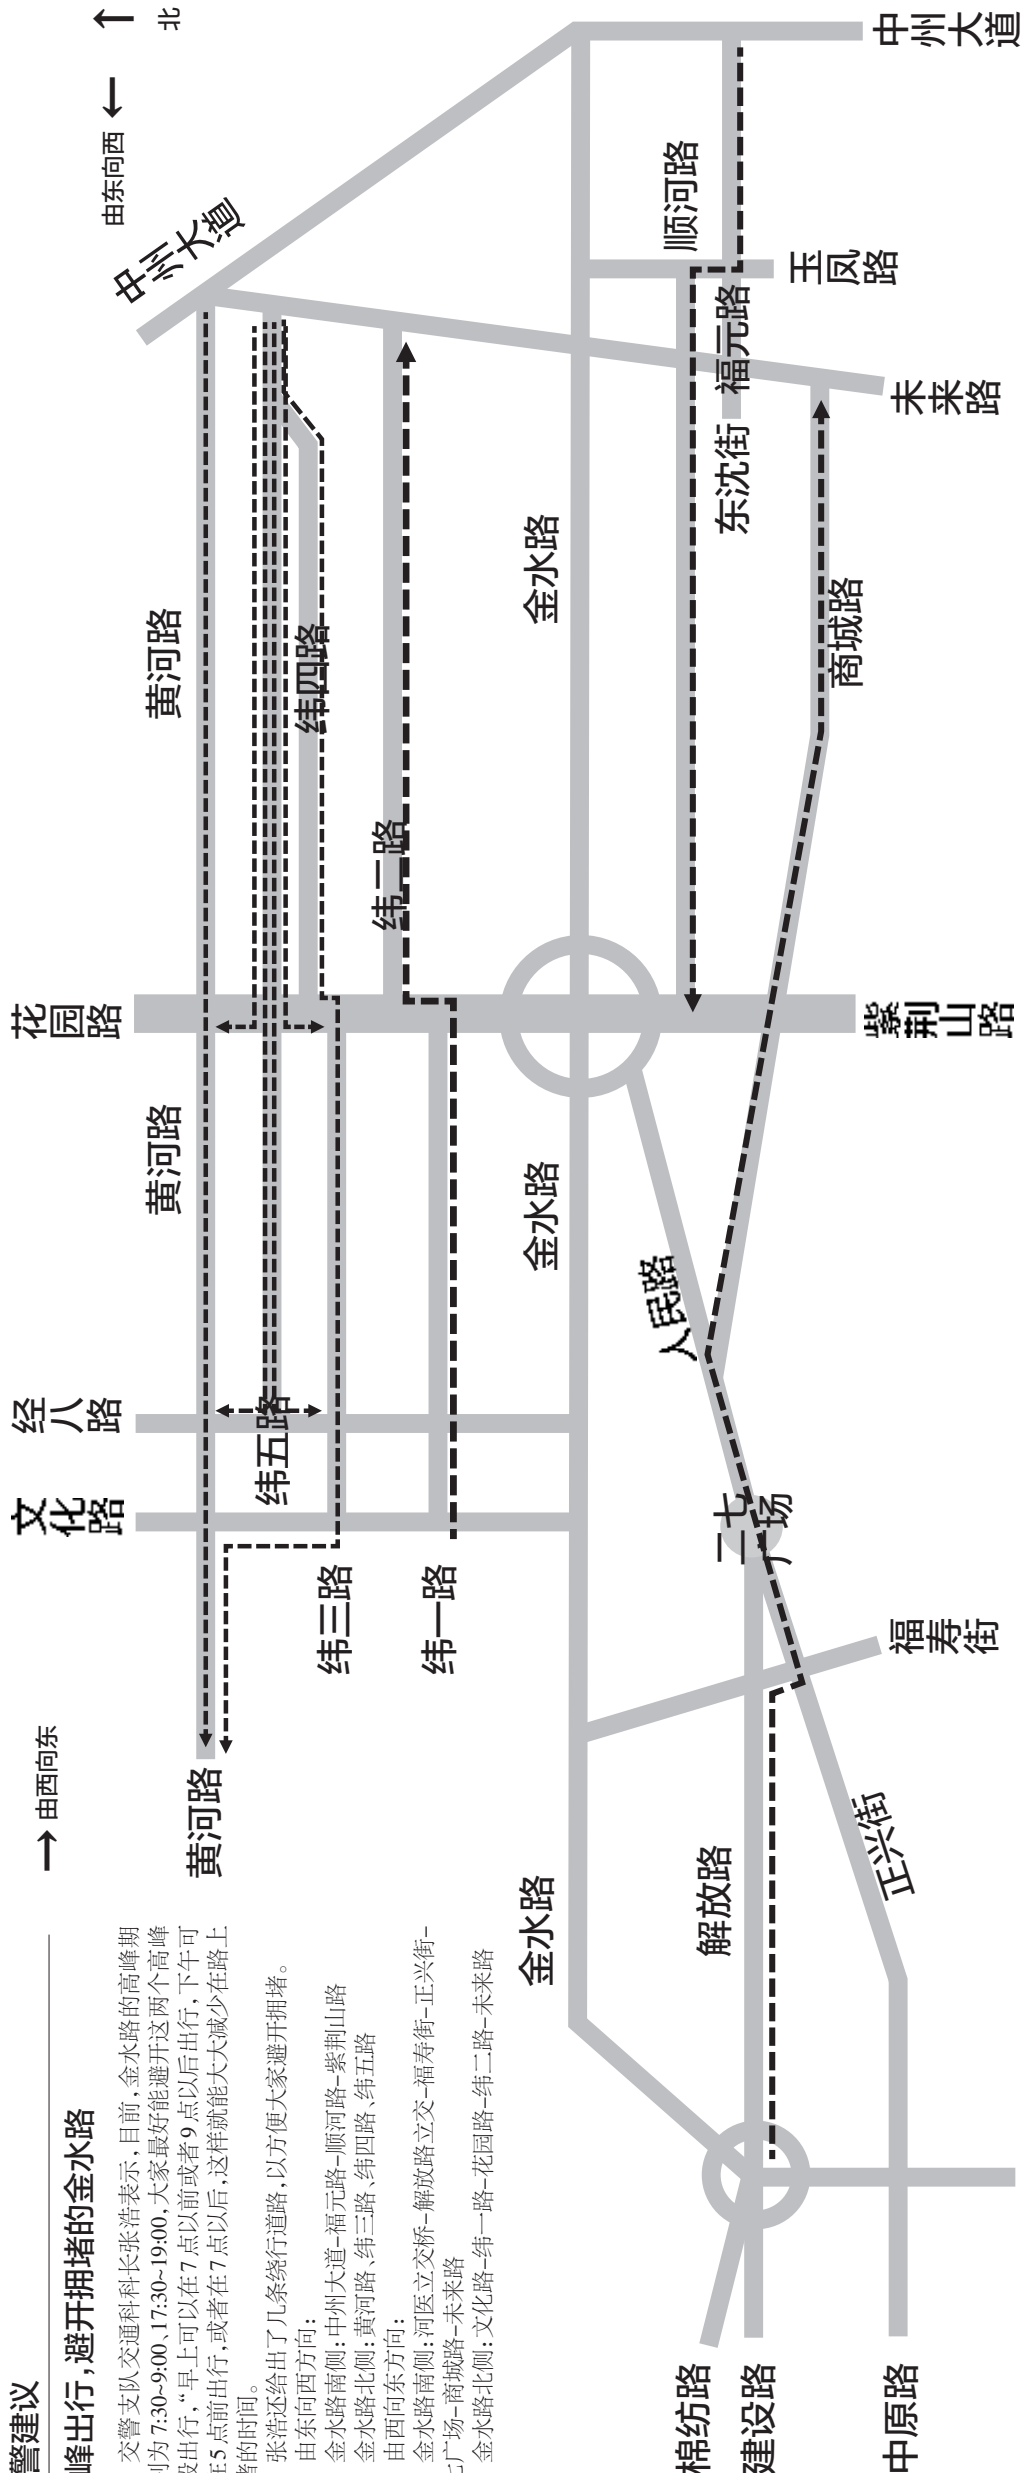 警建议
峰出行,避开拥堵的金水路
交警支队交通科科长张浩表示,目前,金水路的高峰期
别为7:30~9:00、17:30~19:00,大家最好能避开这两个高峰
段出行,“早上可以在7点以前或者9点以后出行,下午可
在5点前出行,或者在7点以后,这样就能大大减少在路上
堵的时间。
张浩还给出了几条绕行道路,以方便大家避开拥堵。
由东向西方向:
金水路南侧:中州大道-福元路-顺河路-紫荆山路
金水路北侧:黄河路、纬三路、纬四路、纬五路
由西向东方向:
金水路南侧:河医立交桥-解放路立交-福寿街-正兴街-
七广场-商城路-未来路
金水路北侧:文化路-纬一路-花园路-纬二路-未来路
由西向东
由东向西
北
文化路
经八路
花园路
中州大道
黄河路
黄河路
黄河路
纬五路
纬四路
纬三路
纬二路
纬一路
金水路
金水路
金水路
人民路
顺河路
福元路
东沈街
商城路
解放路
二七广场
正兴街
棉纺路
建设路
中原路
福寿街
紫荆山路
未来路
玉凤路
中州大道